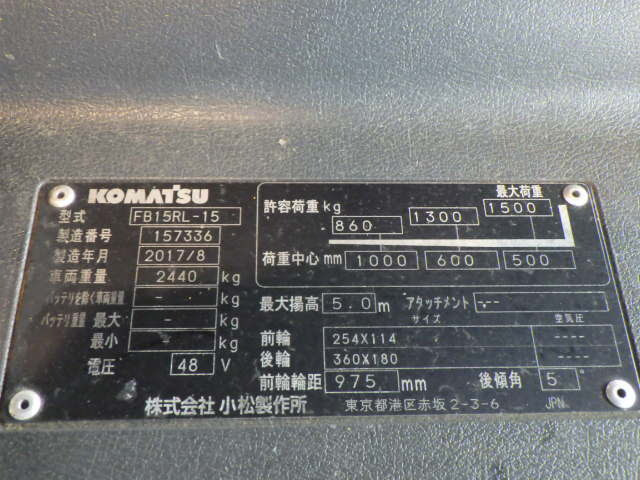 KOMATSU
型式 FB15RL-15
製造番号 157336
製造年月 2017/8
車両重量 2440 kg
バッテリを除く車両重量 - kg
バッテリ重量 最大 - kg
最小 - kg
電圧 48 V
最大荷重
許容荷重 kg 860 1300 1500
荷重中心 mm 1000 600 500
最大揚高 5.0 m アタッチメント -.--
サイズ 空気圧
前輪 254X114 ----
後輪 360X180 ----
前輪輪距 975 mm 後傾角 5°
株式会社 小松製作所 東京都港区赤坂2-3-6 JPN